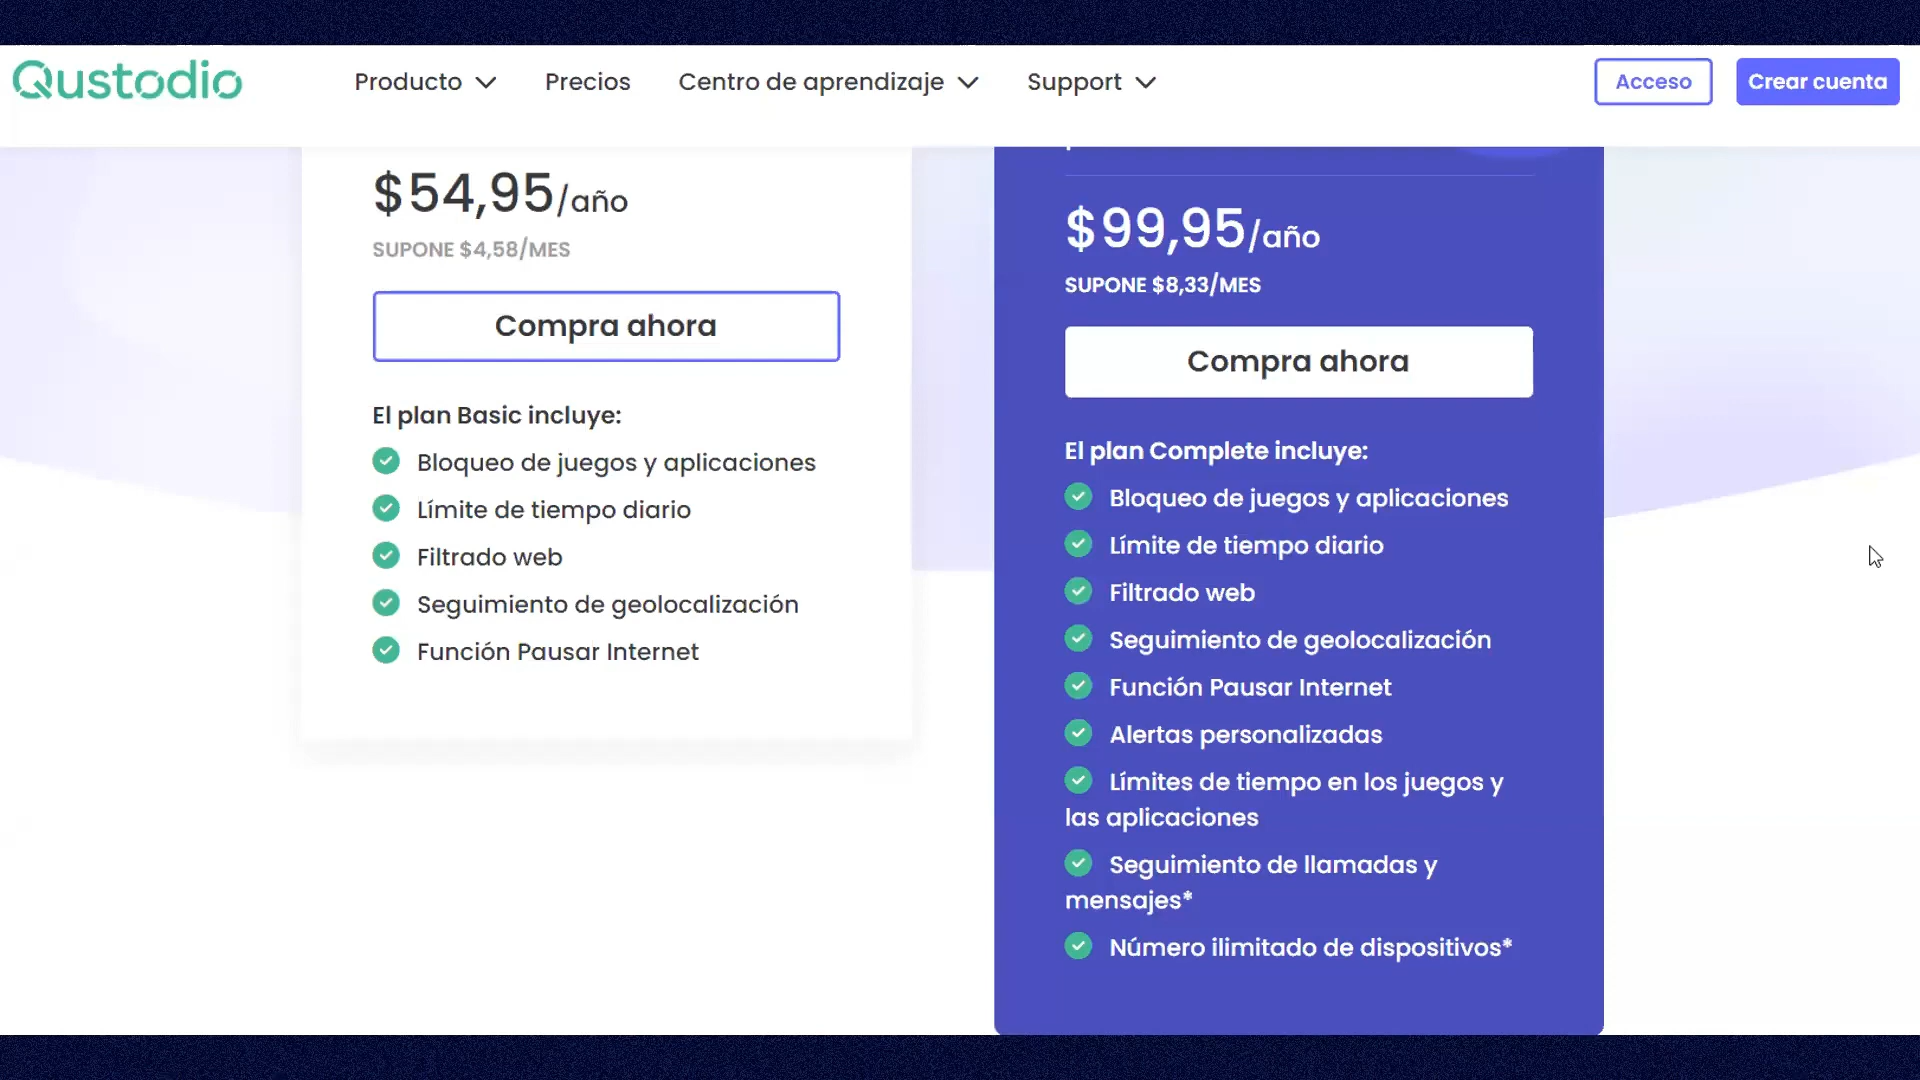 Qustodio
Producto
Precios
Centro de aprendizaje
Support
Acceso
Crear cuenta
$54,95/año
SUPONE $4,58/MES
Compra ahora
El plan Basic incluye:
Bloqueo de juegos y aplicaciones
Límite de tiempo diario
Filtrado web
Seguimiento de geolocalización
Función Pausar Internet
$99,95/año
SUPONE $8,33/MES
Compra ahora
El plan Complete incluye:
Bloqueo de juegos y aplicaciones
Límite de tiempo diario
Filtrado web
Seguimiento de geolocalización
Función Pausar Internet
Alertas personalizadas
Límites de tiempo en los juegos y
las aplicaciones
Seguimiento de llamadas y
mensajes*
Número ilimitado de dispositivos*